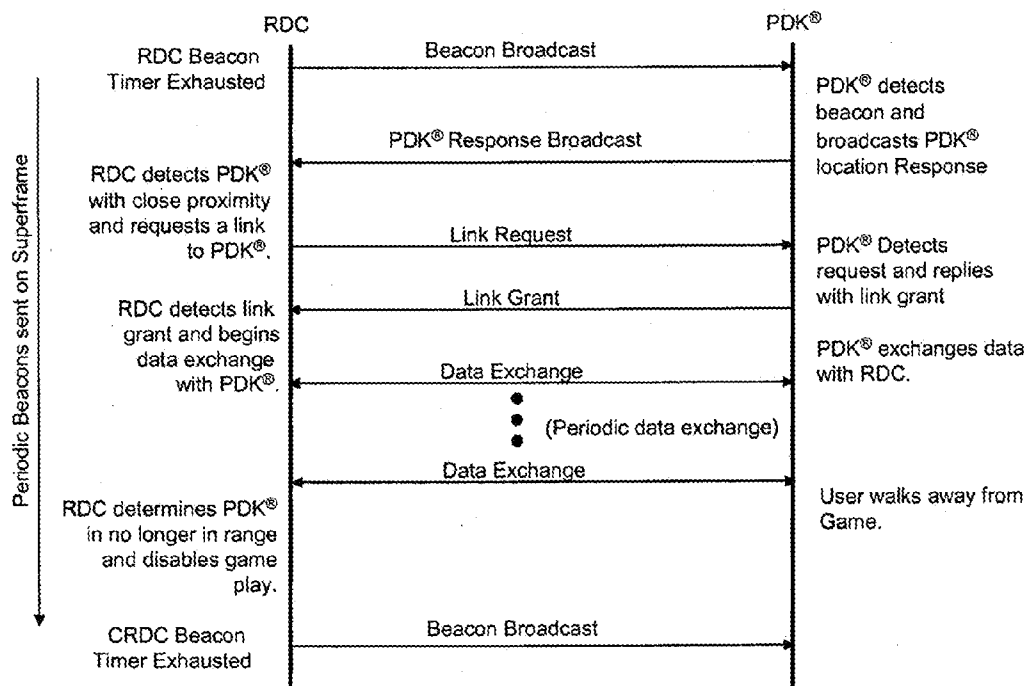 RDC
PDK®
RDC Beacon
Timer Exhausted
Beacon Broadcast
PDK® detects
beacon and
broadcasts PDK®
location Response
PDK® Response Broadcast
RDC detects PDK®
with close proximity
and requests a link
to PDK®.
Link Request
PDK® Detects
request and replies
with link grant
Link Grant
RDC detects link
grant and begins
data exchange
with PDK®.
PDK® exchanges data
with RDC.
Data Exchange
(Periodic data exchange)
Data Exchange
User walks away from
Game.
RDC determines PDK®
in no longer in range
and disables game
play.
CRDC Beacon
Timer Exhausted
Beacon Broadcast
Periodic Beacons sent on Superframe